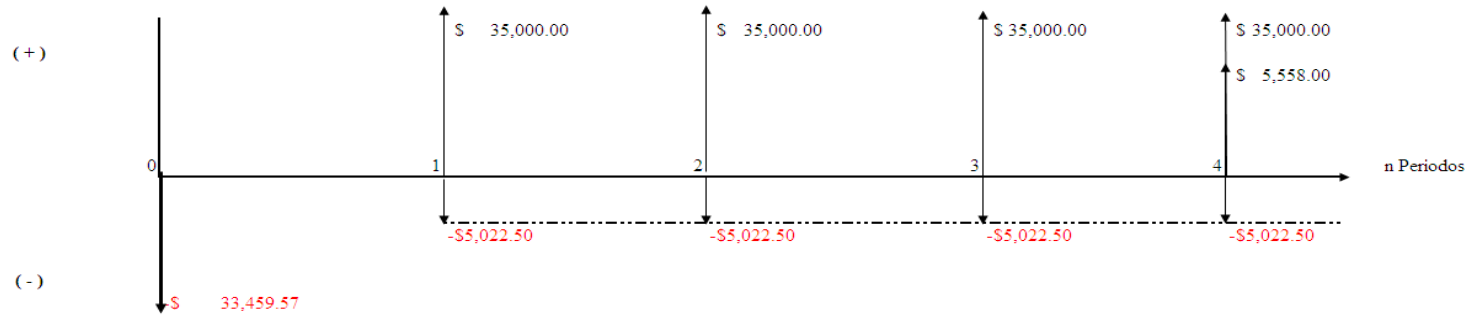 $ 35,000.00 $ 35,000.00 $ 35,000.00 $ 35,000.00
(+)
$ 5,558.00
0 1 2 3 4 n Periodos
-$5,022.50 -$5,022.50 -$5,022.50 -$5,022.50
(-)
-$ 33,459.57